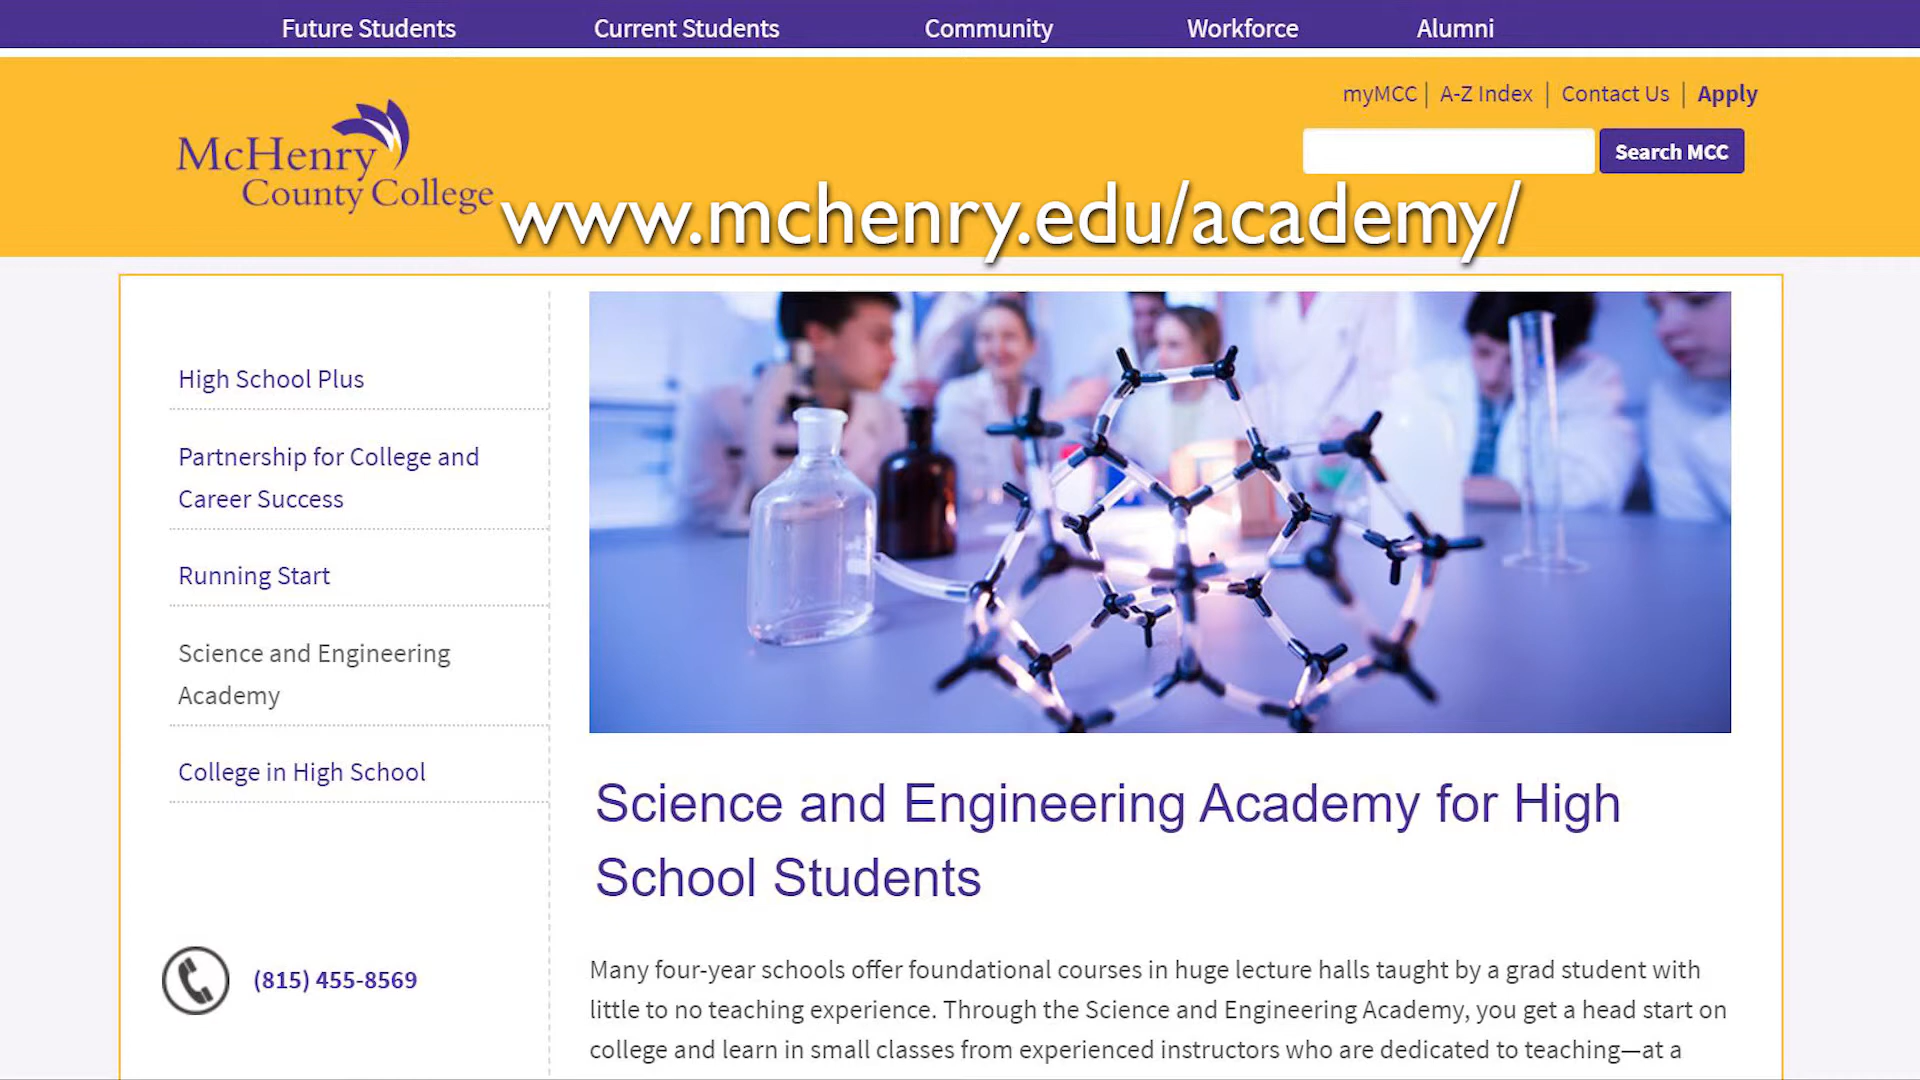 Future Students Current Students Community Workforce Alumni
myMCC | A-Z Index | Contact Us | Apply
McHenry
County College
Search MCC
www.mchenry.edu/academy/
High School Plus
Partnership for College and
Career Success
Running Start
Science and Engineering
Academy
College in High School
(815) 455-8569
Science and Engineering Academy for High
School Students
Many four-year schools offer foundational courses in huge lecture halls taught by a grad student with
little to no teaching experience. Through the Science and Engineering Academy, you get a head start on
college and learn in small classes from experienced instructors who are dedicated to teaching—at a